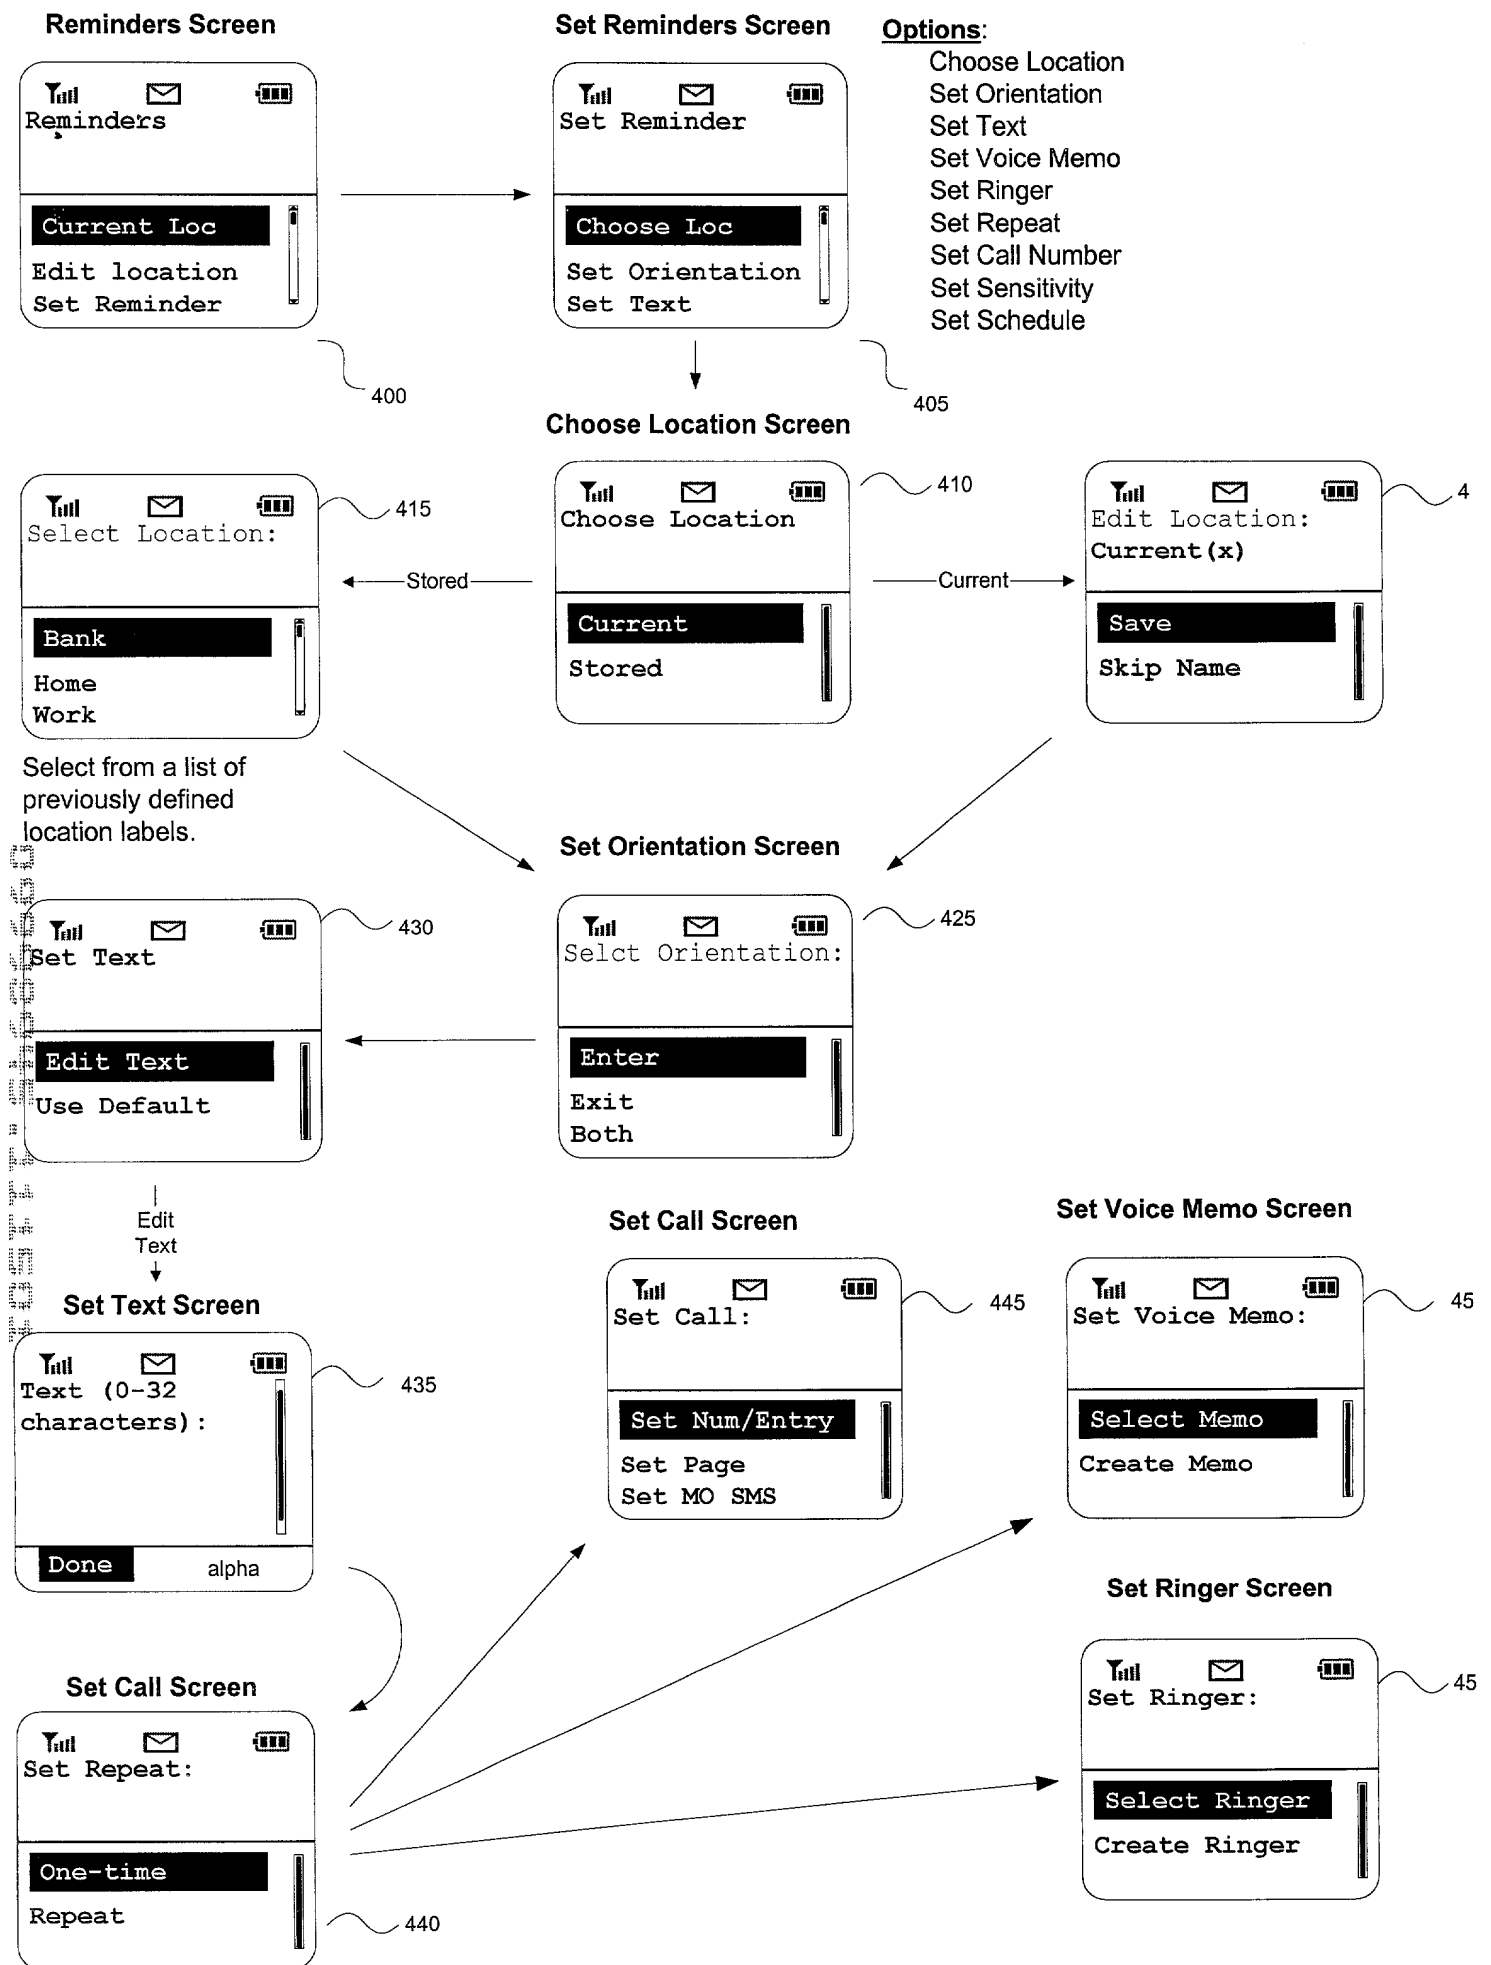 Reminders Screen
Set Reminders Screen
Options:
Choose Location
Set Orientation
Set Text
Set Voice Memo
Set Ringer
Set Repeat
Set Call Number
Set Sensitivity
Set Schedule
Reminders
Current Loc
Edit location
Set Reminder
400
Set Reminder
Choose Loc
Set Orientation
Set Text
405
Choose Location Screen
Select Location:
Bank
Home
Work
415
Select from a list of
previously defined
location labels.
Stored
Choose Location
Current
Stored
410
Current
Edit Location:
Current(x)
Save
Skip Name
4
Set Orientation Screen
Set Text
Edit Text
Use Default
430
Selct Orientation:
Enter
Exit
Both
425
Edit
Text
Set Text Screen
Text (0-32
characters):
Done
alpha
435
Set Call Screen
Set Call:
Set Num/Entry
Set Page
Set MO SMS
445
Set Voice Memo Screen
Set Voice Memo:
Select Memo
Create Memo
45
Set Ringer Screen
Set Ringer:
Select Ringer
Create Ringer
45
Set Call Screen
Set Repeat:
One-time
Repeat
440